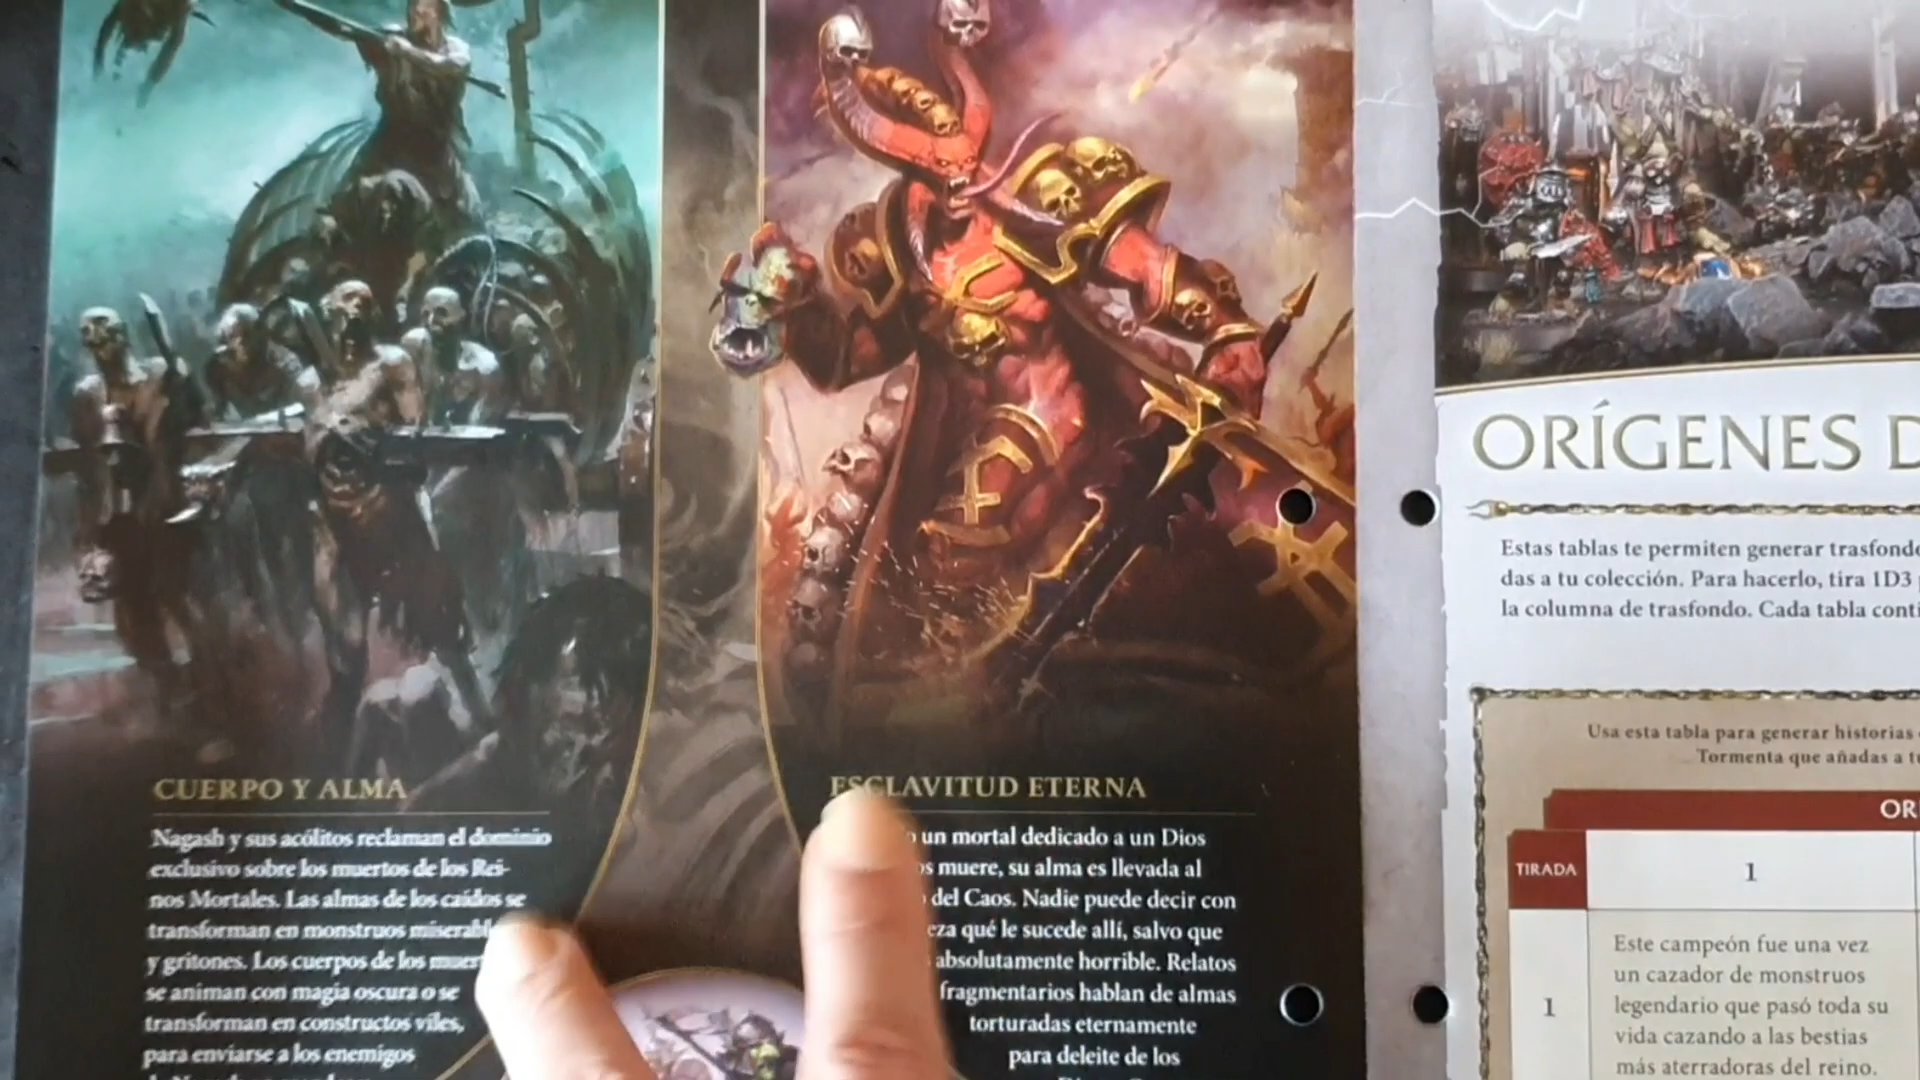 CUERPO Y ALMA
Nagash y sus acólitos reclaman el dominio
exclusivo sobre los muertos de los Rei-
nos Mortales. Las almas de los caídos se
transforman en monstruos
y gritones. Los cuerpos de los
se animan con magia oscura o se
transforman en constructos viles,
para enviarse a los enemigos
ESCLAVITUD ETERNA
un mortal dedicado a un Dios
muere, su alma es llevada al
del Caos. Nadie puede decir con
qué le sucede allí, salvo que
absolutamente horrible. Relatos
fragmentarios hablan de almas
torturadas eternamente
para deleite de los
ORÍGENES D
Estas tablas te permiten generar
das a tu colección. Para hacerlo, tira 1D3
la columna de trasfondo. Cada tabla
Usa esta tabla para generar historias
Tormenta que añadas a
OR
TIRADA
1
1
Este campeón fue una vez
un cazador de monstruos
legendario que pasó toda su
vida cazando a las bestias
más aterradoras del reino.